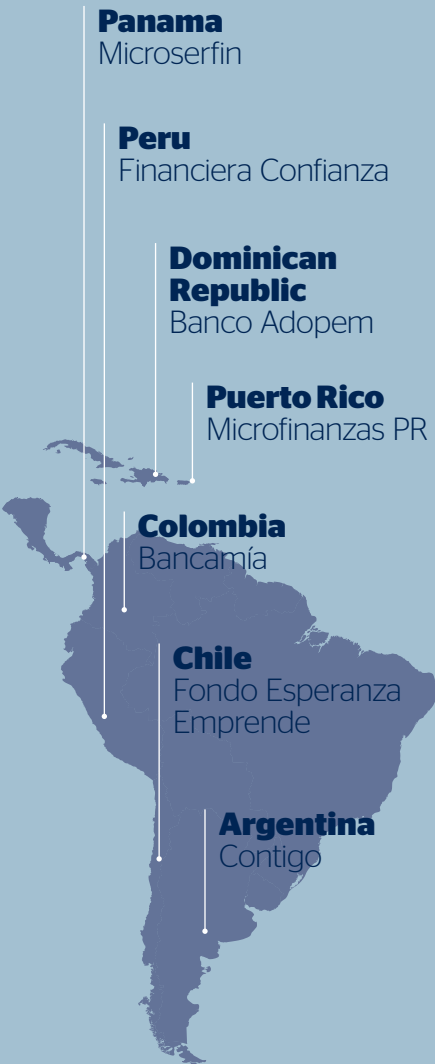 Panama
Microserfin
Peru
Financiera Confianza
Dominican
Republic
Banco Adopem
Puerto Rico
Microfinanzas PR
Colombia
Bancamía
Chile
Fondo Esperanza
Emprende
Argentina
Contigo